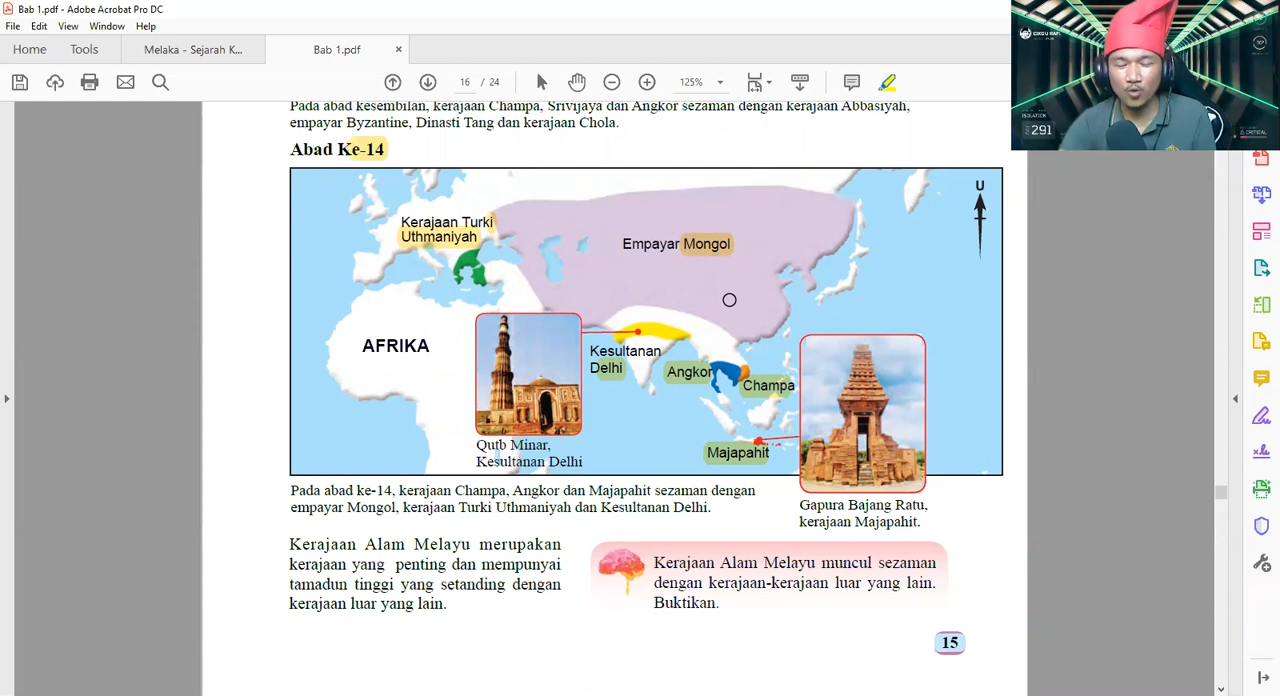 Bab 1.pdf - Adobe Acrobat Pro DC
File Edit View Window Help
Home Tools Melaka - Sejarah K... Bab 1.pdf ×
16 / 24 125%
Pada abad kesembilan, kerajaan Champa, Srivijaya dan Angkor sezaman dengan kerajaan Abbasiyah,
empayar Byzantine, Dinasti Tang dan kerajaan Chola.
Abad Ke-14
U
Kerajaan Turki
Uthmaniyah
Empayar Mongol
AFRIKA
Kesultanan
Delhi
Angkor
Champa
Majapahit
Qutb Minar,
Kesultanan Delhi
Gapura Bajang Ratu,
kerajaan Majapahit.
Pada abad ke-14, kerajaan Champa, Angkor dan Majapahit sezaman dengan
empayar Mongol, kerajaan Turki Uthmaniyah dan Kesultanan Delhi.
Kerajaan Alam Melayu merupakan
kerajaan yang penting dan mempunyai
tamadun tinggi yang setanding dengan
kerajaan luar yang lain.
Kerajaan Alam Melayu muncul sezaman
dengan kerajaan-kerajaan luar yang lain.
Buktikan.
15
ISOLATION
291
CRITICAL